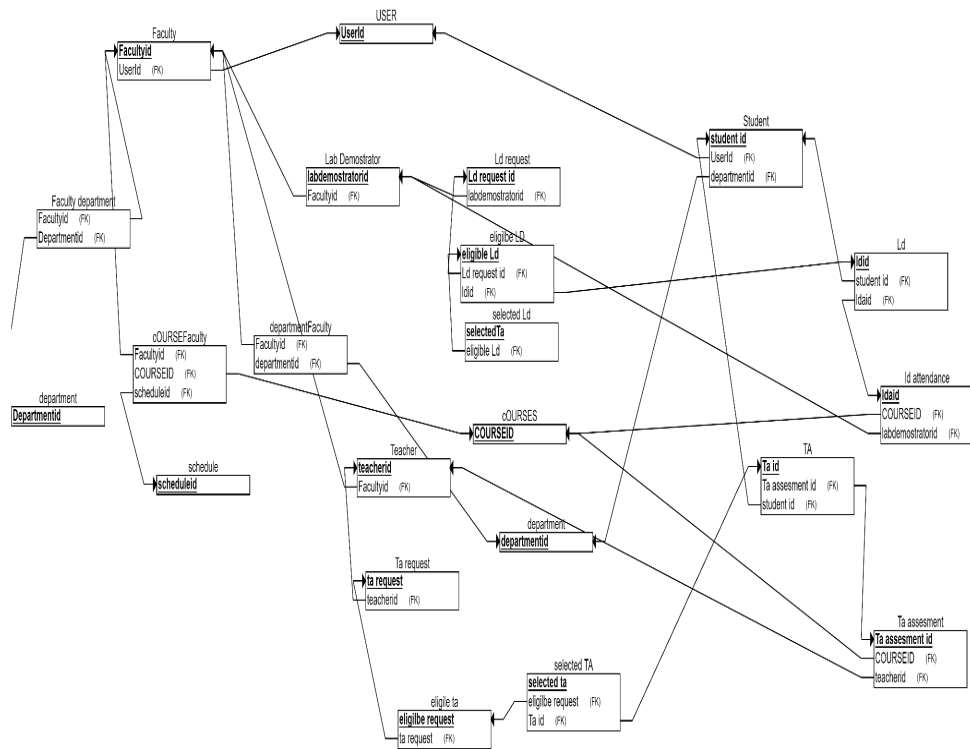 USER
UserId
Faculty
Facultyid
UserId (FK)
Student
student id
UserId (FK)
departmentid (FK)
Lab Demostrator
labdemostratorid
Facultyid (FK)
Ld request
Ld request id
labdemostratorid (FK)
Faculty department
Facultyid (FK)
Departmentid (FK)
eligilbe LD
eligible Ld
Ld request id (FK)
ldid (FK)
Ld
ldid
student id (FK)
ldaid (FK)
selected Ld
selectedTa
eligible Ld (FK)
cOURSEFaculty
Facultyid (FK)
COURSEID (FK)
scheduleid (FK)
departmentFaculty
Facultyid (FK)
departmentid (FK)
ld attendance
ldaid
COURSEID (FK)
labdemostratorid (FK)
department
Departmentid
cOURSES
COURSEID
schedule
scheduleid
Teacher
teacherid
Facultyid (FK)
TA
Ta id
Ta assesment id (FK)
student id (FK)
department
departmentid
Ta request
ta request
teacherid (FK)
Ta assesment
Ta assesment id
COURSEID (FK)
teacherid (FK)
selected TA
selected ta
eligilbe request (FK)
Ta id (FK)
eligile ta
eligilbe request
ta request (FK)